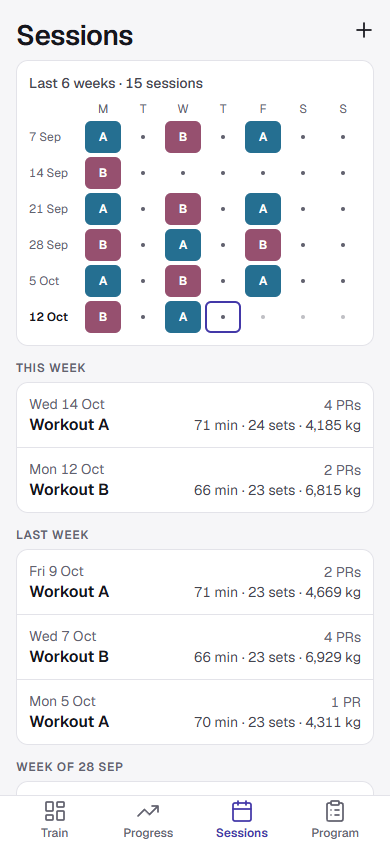 Sessions
Last 6 weeks · 15 sessions
M T W T F S S
7 Sep A B A
14 Sep B
21 Sep A B A
28 Sep B A B
5 Oct A B A
12 Oct B A
THIS WEEK
Wed 14 Oct 4 PRs
Workout A 71 min · 24 sets · 4,185 kg
Mon 12 Oct 2 PRs
Workout B 66 min · 23 sets · 6,815 kg
LAST WEEK
Fri 9 Oct 2 PRs
Workout A 71 min · 23 sets · 4,669 kg
Wed 7 Oct 4 PRs
Workout B 66 min · 23 sets · 6,929 kg
Mon 5 Oct 1 PR
Workout A 70 min · 23 sets · 4,311 kg
WEEK OF 28 SEP
Train Progress Sessions Program